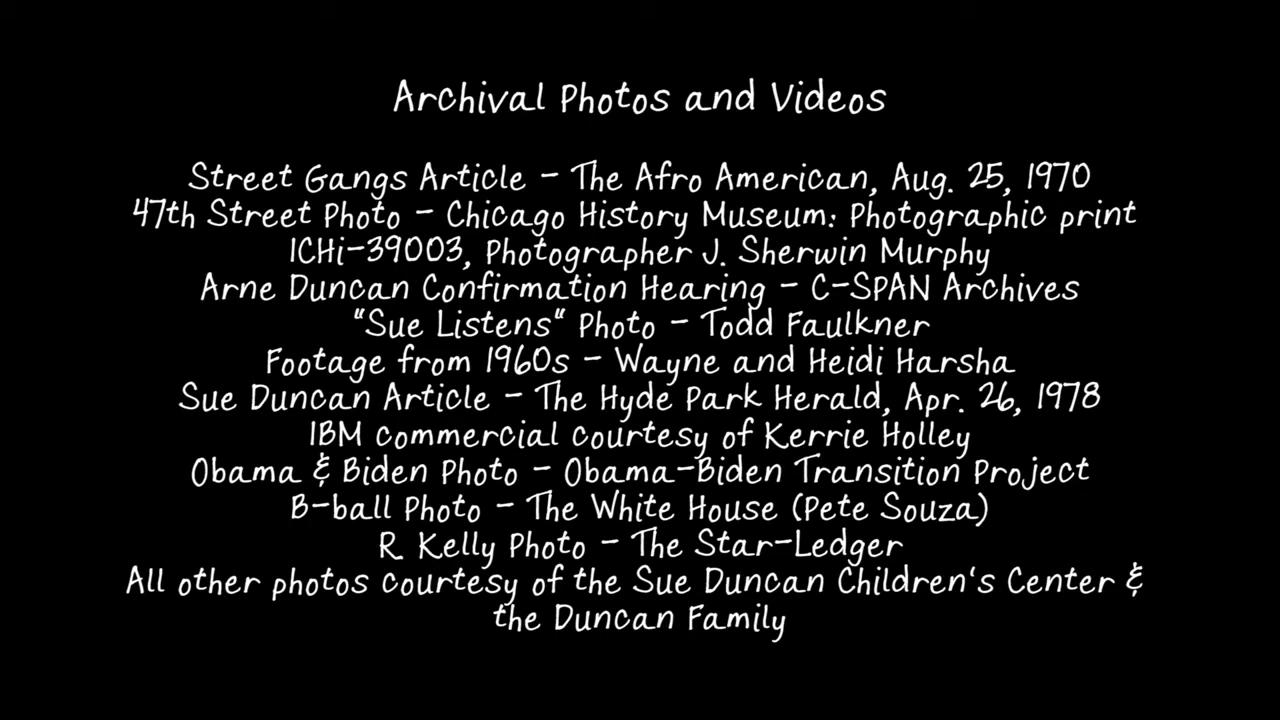 Archival Photos and Videos
Street Gangs Article - The Afro American, Aug. 25, 1970
47th Street Photo - Chicago History Museum: Photographic print
ICHi-39003, Photographer J. Sherwin Murphy
Arne Duncan Confirmation Hearing - C-SPAN Archives
"Sue Listens" Photo - Todd Faulkner
Footage from 1960s - Wayne and Heidi Harsha
Sue Duncan Article - The Hyde Park Herald, Apr. 26, 1978
IBM commercial courtesy of Kerrie Holley
Obama & Biden Photo - Obama-Biden Transition Project
B-ball Photo - The White House (Pete Souza)
R. Kelly Photo - The Star-Ledger
All other photos courtesy of the Sue Duncan Children's Center &
the Duncan Family